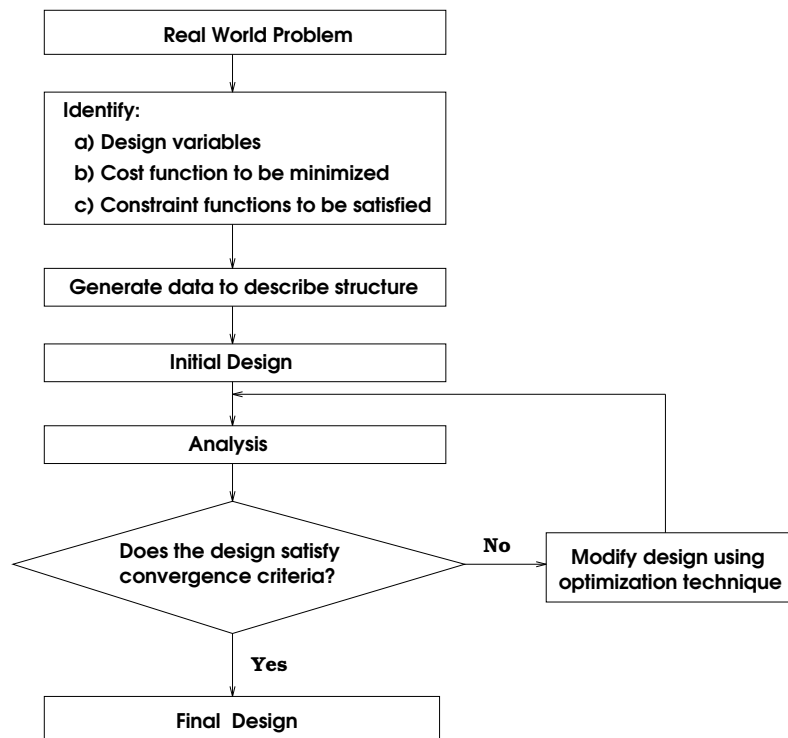 Real World Problem
Identify:
a) Design variables
b) Cost function to be minimized
c) Constraint functions to be satisfied
Generate data to describe structure
Initial Design
Analysis
Does the design satisfy
convergence criteria?
No
Modify design using
optimization technique
Yes
Final Design